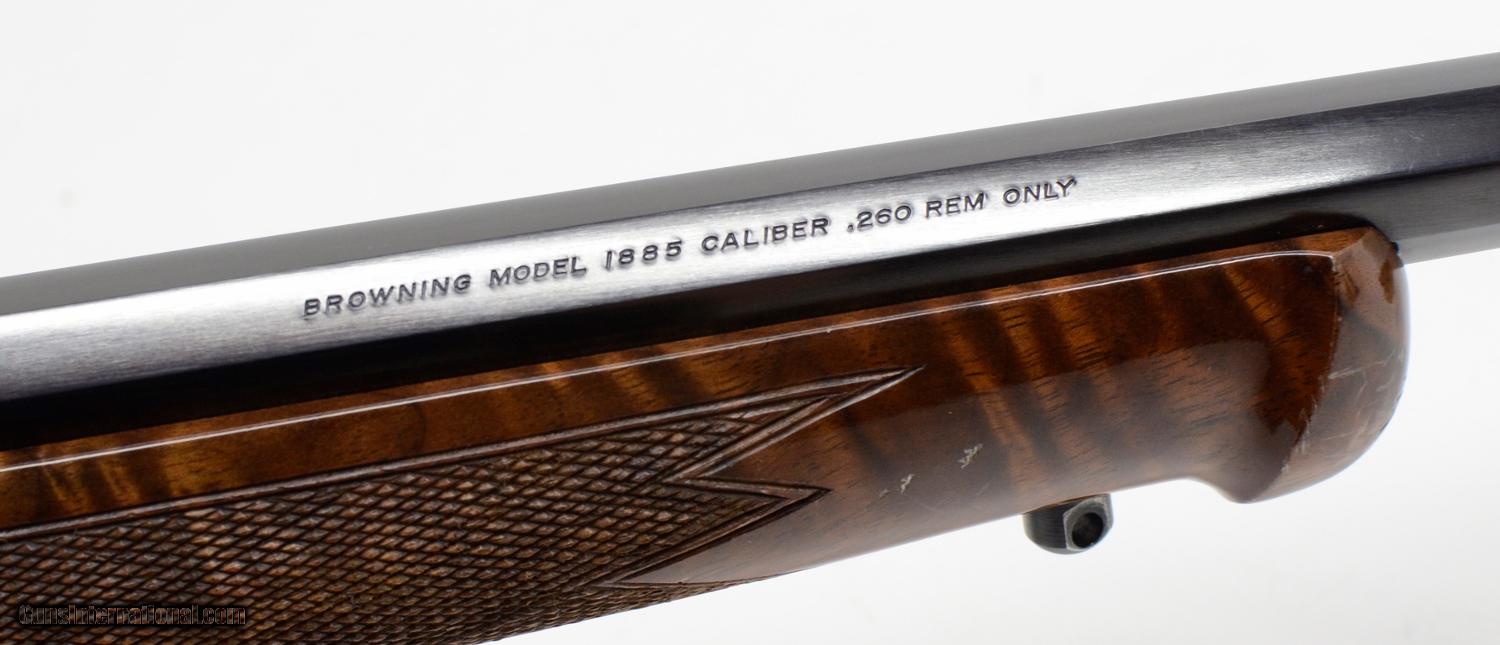 BROWNING MODEL 1885 CALIBER .260 REM ONLY
GunsInternational.com